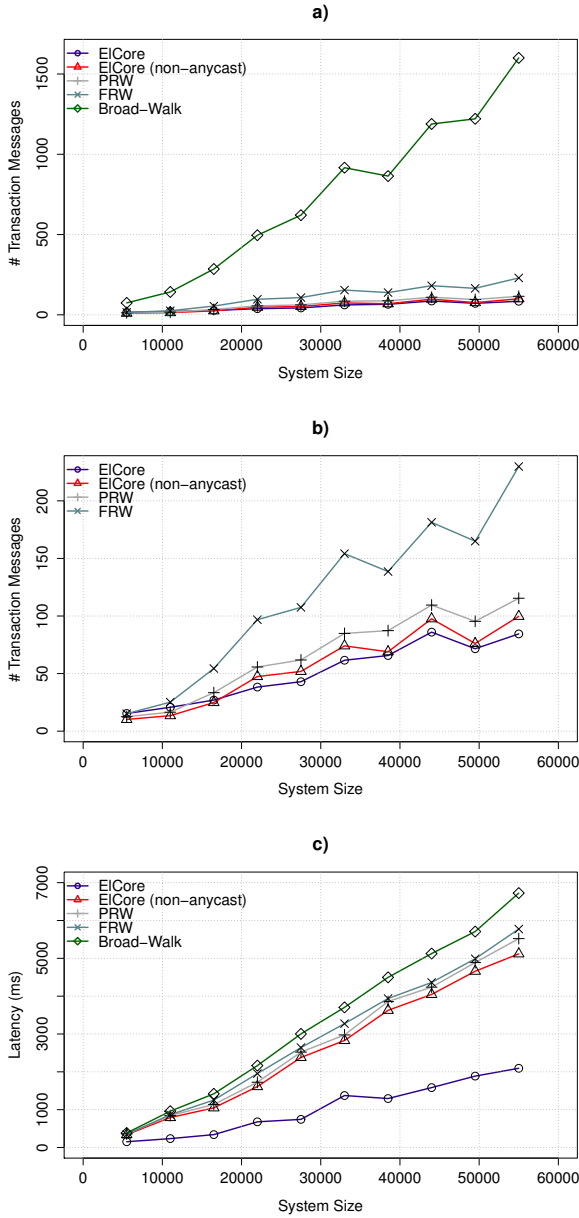 a)
ElCore
ElCore (non−anycast)
PRW
FRW
Broad−Walk
# Transaction Messages
0
500
1000
1500
0 10000 20000 30000 40000 50000 60000
System Size
b)
ElCore
ElCore (non−anycast)
PRW
FRW
# Transaction Messages
0
50
100
150
200
0 10000 20000 30000 40000 50000 60000
System Size
c)
ElCore
ElCore (non−anycast)
PRW
FRW
Broad−Walk
Latency (ms)
0
1000
3000
5000
7000
0 10000 20000 30000 40000 50000 60000
System Size